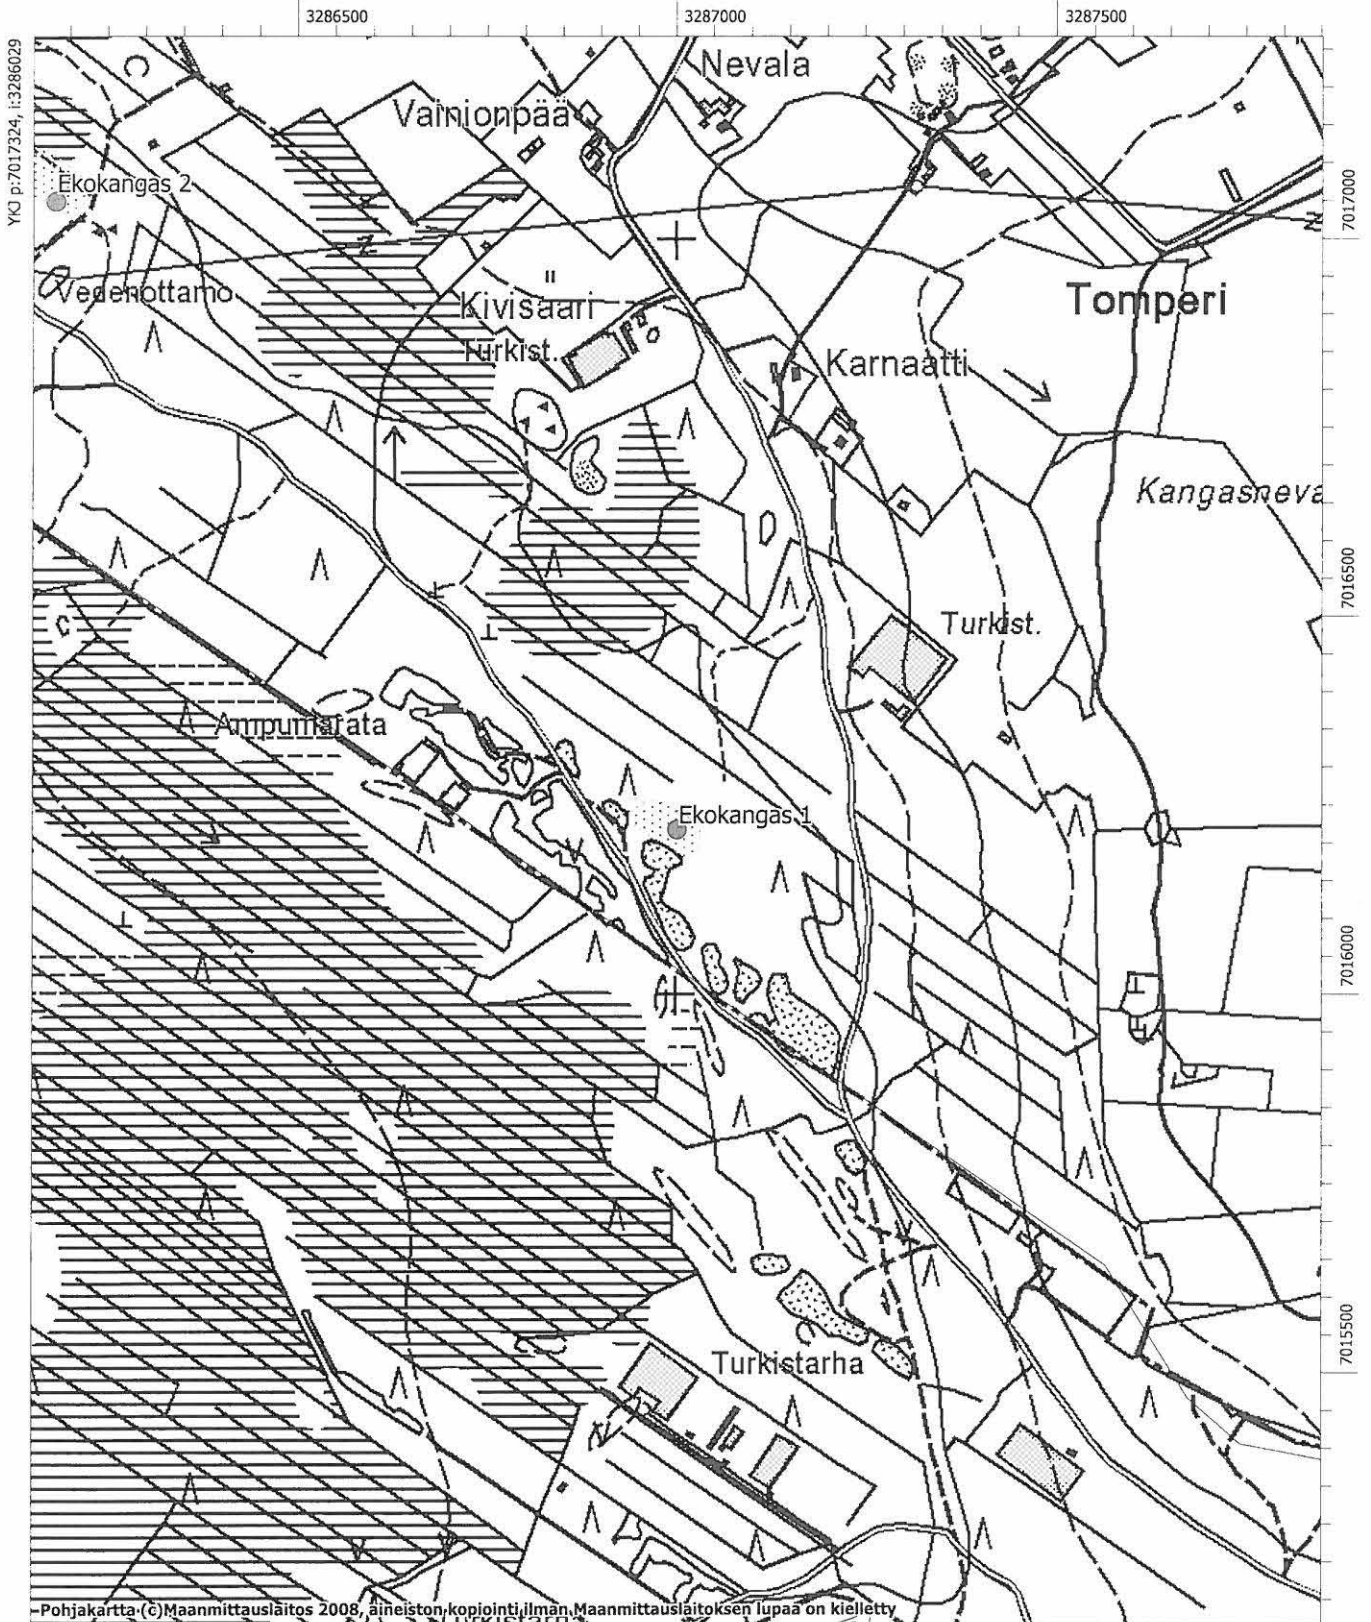 3286500
3287000
3287500
YKJ p:7017324, i:3286029
Nevala
Vainionpää
Ekokangas 2
7017000
Vedenottamo
Kivisaari
Tomperi
Turkist.
Karnaatti
Kangasneva
7016500
Turkist.
Ampumarata
Ekokangas 1
7016000
7015500
Turkistarha
Pohjakartta (c)Maanmittauslaitos 2008, aineiston kopiointi ilman Maanmittauslaitoksen lupaa on kielletty